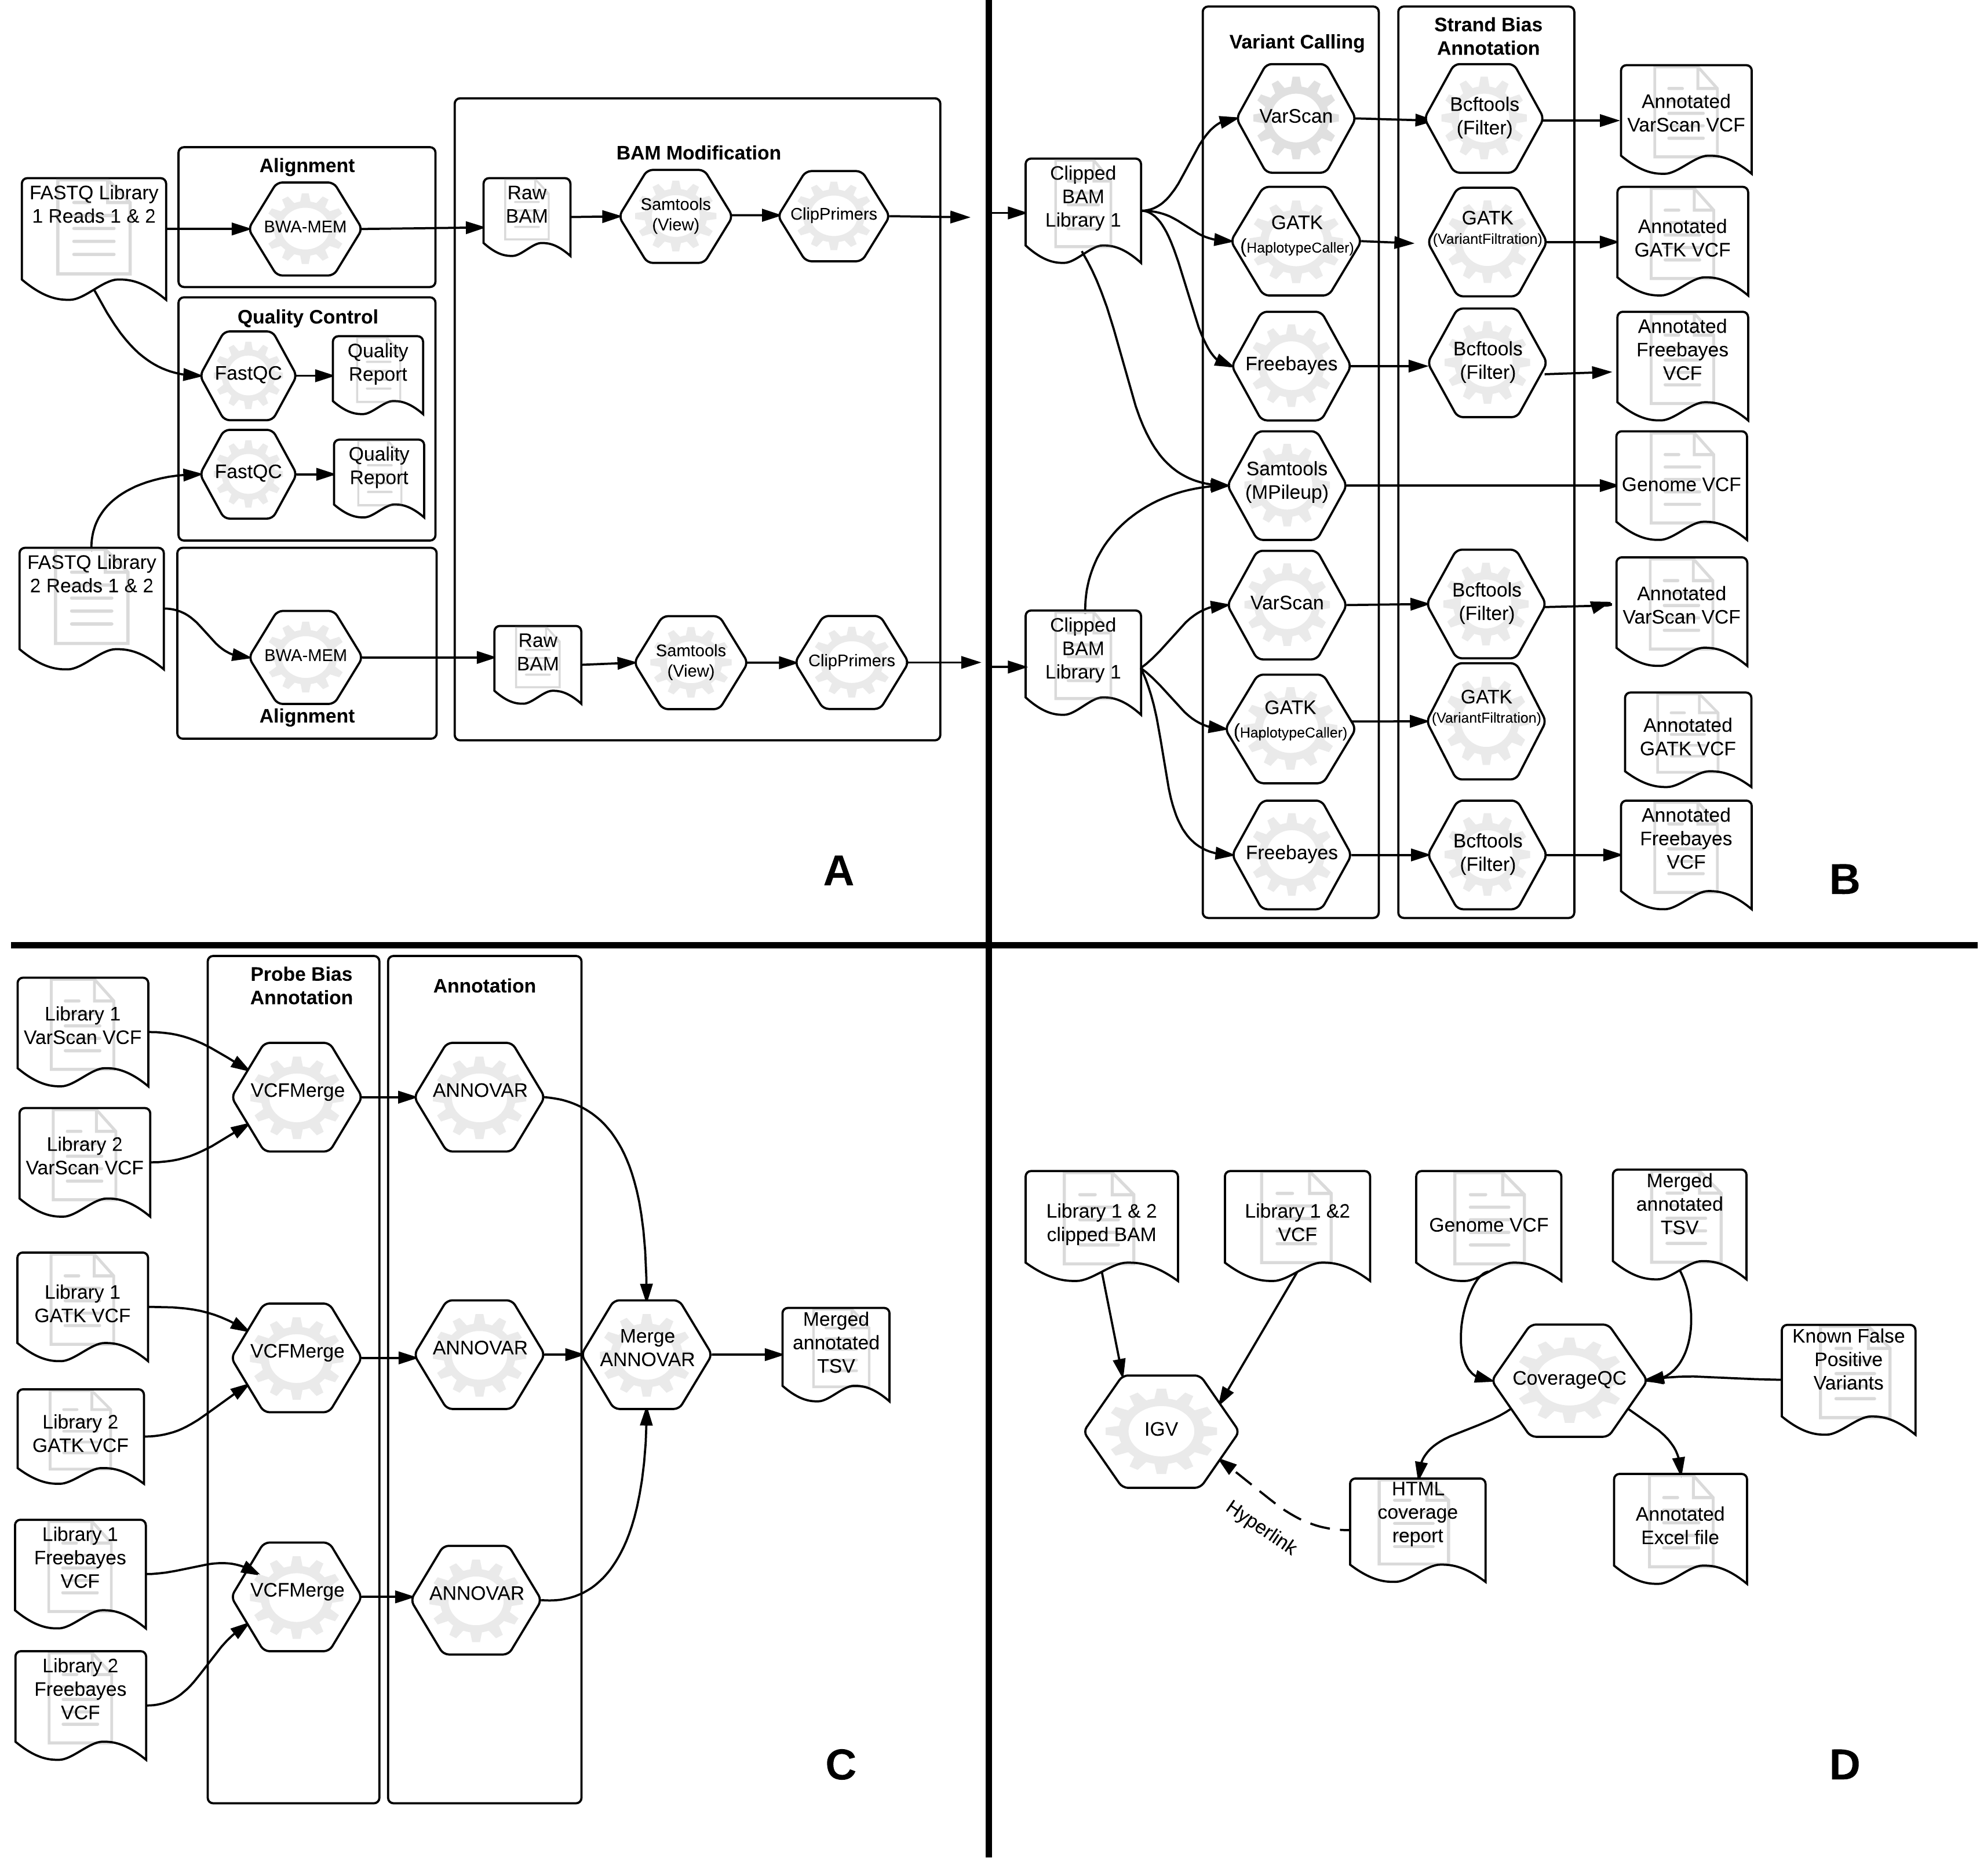 Alignment
BAM Modification
FASTQ Library
1 Reads 1 & 2
BWA-MEM
Raw
BAM
Samtools
(View)
ClipPrimers
Quality Control
FastQC
Quality
Report
FastQC
Quality
Report
FASTQ Library
2 Reads 1 & 2
BWA-MEM
Alignment
Raw
BAM
Samtools
(View)
ClipPrimers
A
Variant Calling
Strand Bias
Annotation
Clipped
BAM
Library 1
VarScan
Bcftools
(Filter)
Annotated
VarScan VCF
GATK
(HaplotypeCaller)
GATK
(VariantFiltration)
Annotated
GATK VCF
Freebayes
Bcftools
(Filter)
Annotated
Freebayes
VCF
Samtools
(MPileup)
Genome VCF
Clipped
BAM
Library 1
VarScan
Bcftools
(Filter)
Annotated
VarScan VCF
GATK
(HaplotypeCaller)
GATK
(VariantFiltration)
Annotated
GATK VCF
Freebayes
Bcftools
(Filter)
Annotated
Freebayes
VCF
B
Probe Bias
Annotation
Annotation
Library 1
VarScan VCF
Library 2
VarScan VCF
VCFMerge
ANNOVAR
Library 1
GATK VCF
Library 2
GATK VCF
VCFMerge
ANNOVAR
Merge
ANNOVAR
Merged
annotated
TSV
Library 1
Freebayes
VCF
Library 2
Freebayes
VCF
VCFMerge
ANNOVAR
C
Library 1 & 2
clipped BAM
Library 1 &2
VCF
Genome VCF
Merged
annotated
TSV
IGV
CoverageQC
Known False
Positive
Variants
Hyperlink
HTML
coverage
report
Annotated
Excel file
D